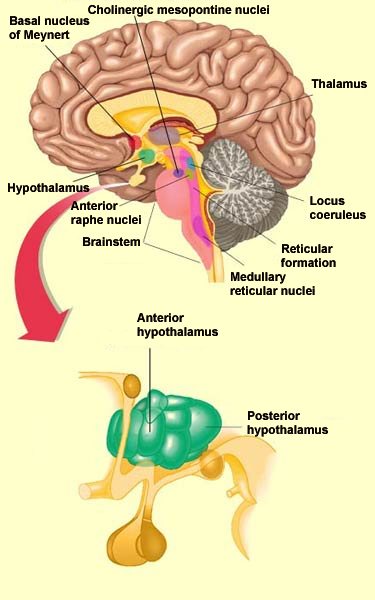 Cholinergic mesopontine nuclei
Basal nucleus
of Meynert
Thalamus
Hypothalamus
Anterior
raphe nuclei
Locus
coeruleus
Brainstem
Reticular
formation
Medullary
reticular nuclei
Anterior
hypothalamus
Posterior
hypothalamus